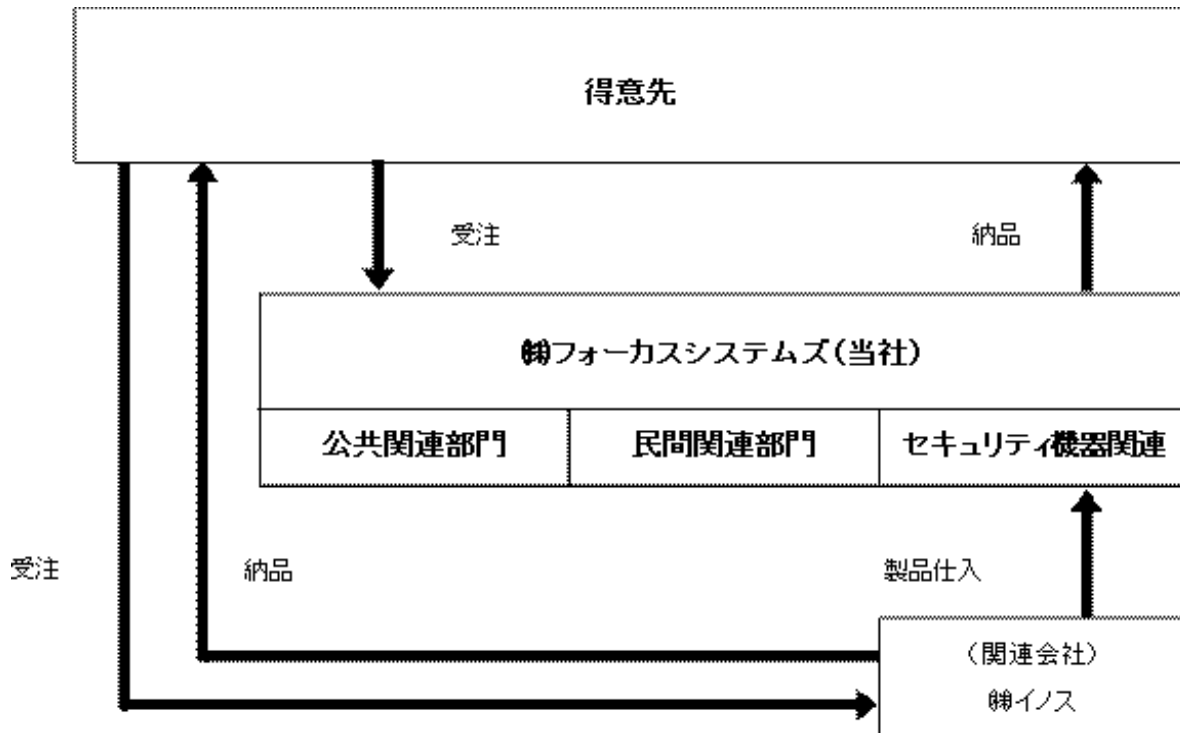 得意先
受注
納品
㈱フォーカスシステムズ(当社)
公共関連部門
民間関連部門
セキュリティ機器関連
受注
納品
製品仕入
(関連会社)
㈱イノス